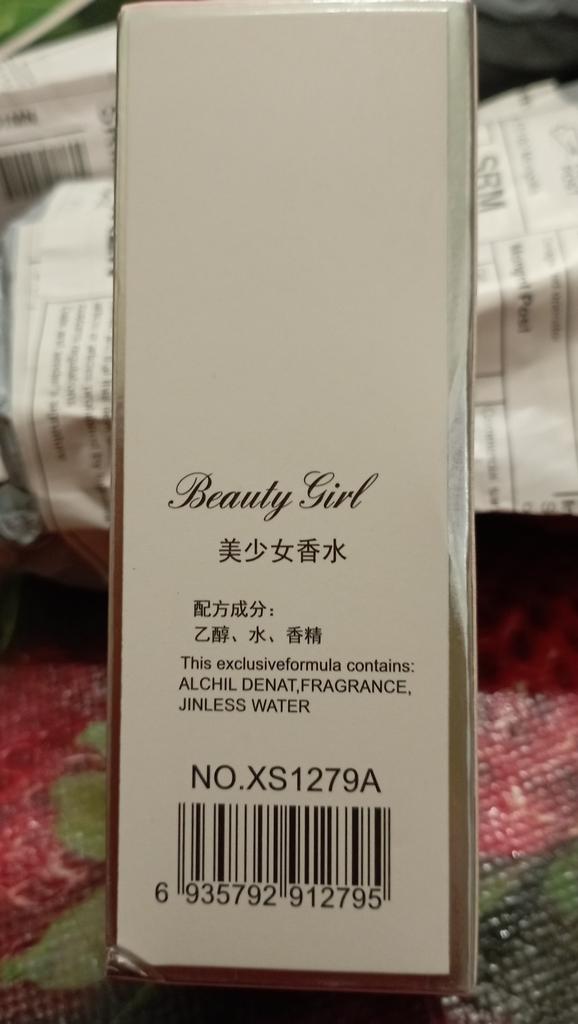 Beauty Girl
美少女香水
配方成分:
乙醇、水、香精
This exclusiveformula contains:
ALCHIL DENAT,FRAGRANCE,
JINLESS WATER
NO.XS1279A
6 935792 912795
SRM